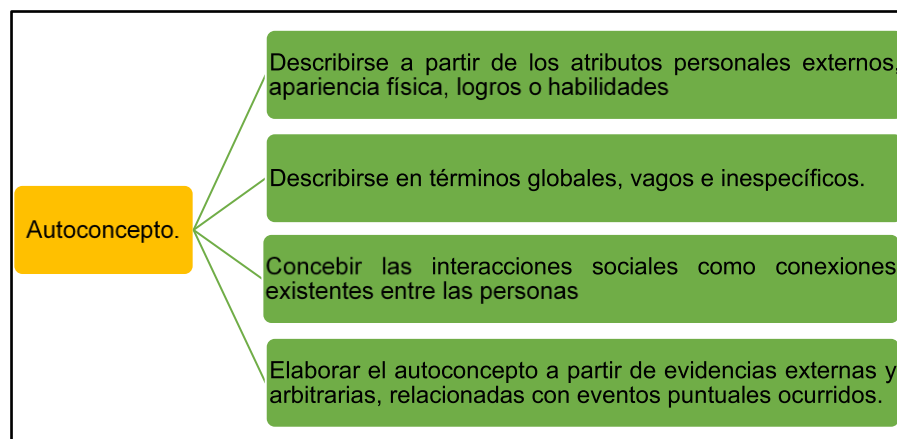 Describirse a partir de los atributos personales externos,
apariencia física, logros o habilidades
Describirse en términos globales, vagos e inespecíficos.
Autoconcepto.
Concebir las interacciones sociales como conexiones
existentes entre las personas
Elaborar el autoconcepto a partir de evidencias externas y
arbitrarias, relacionadas con eventos puntuales ocurridos.